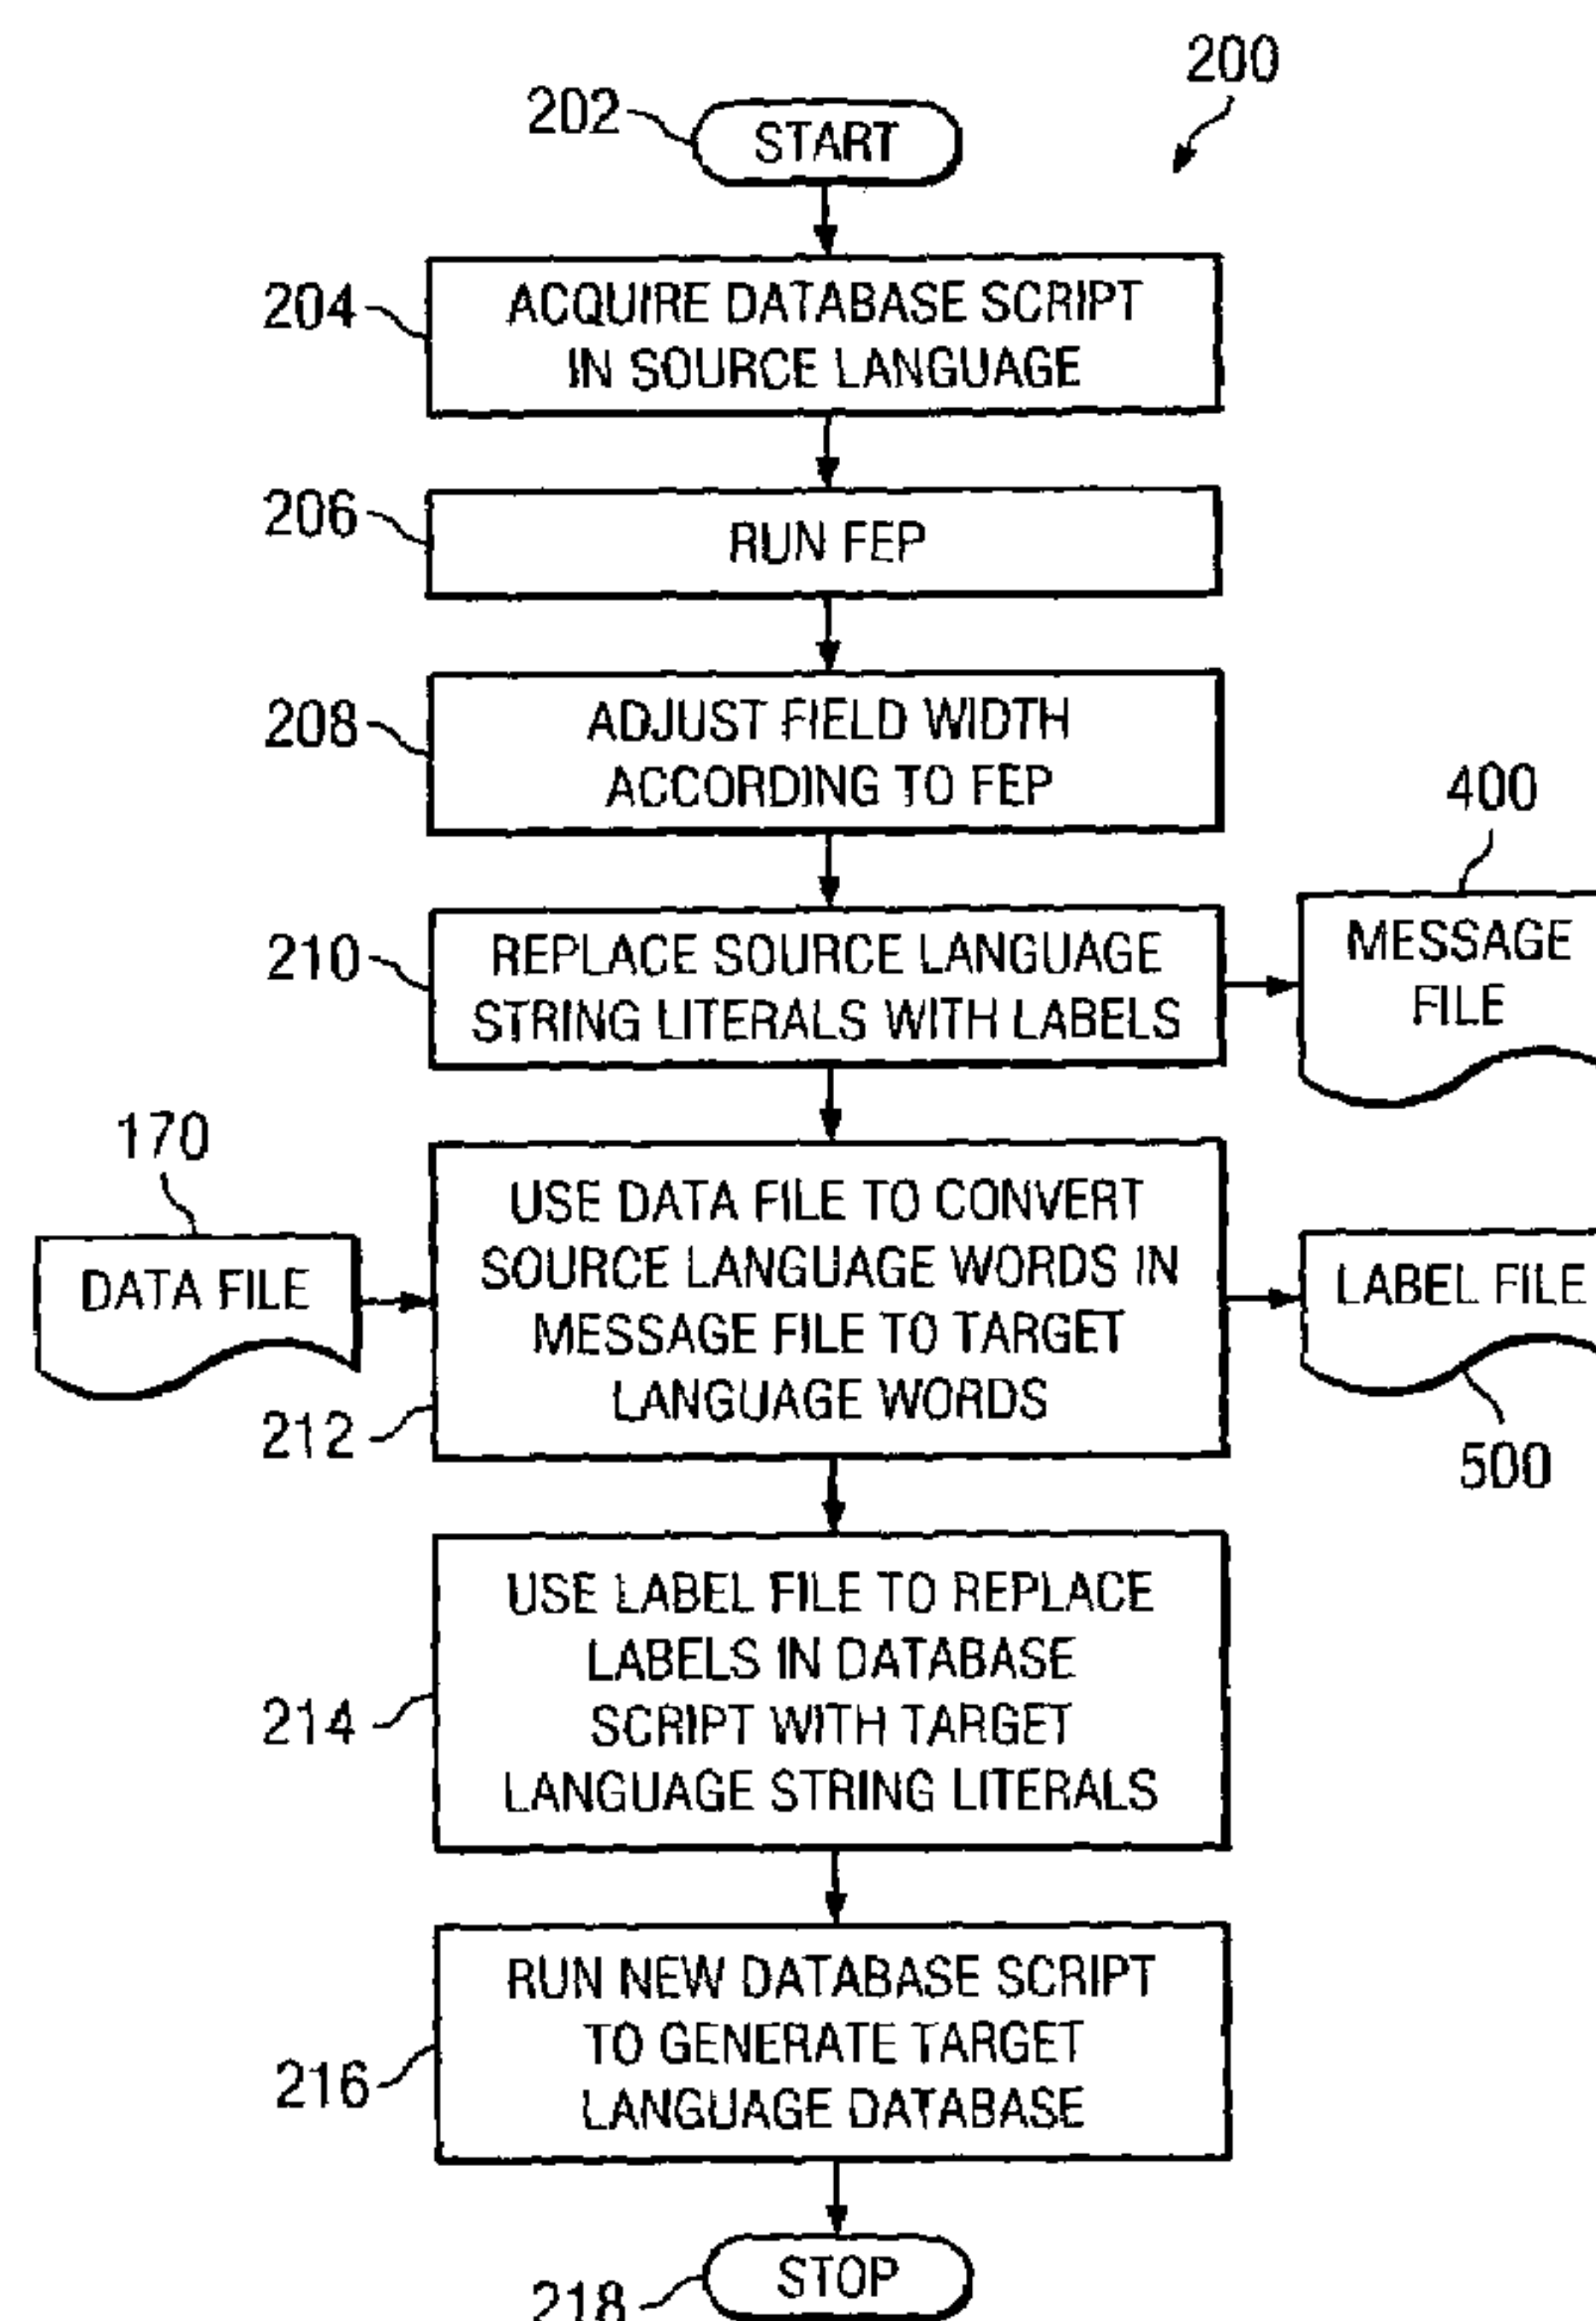 200
202
START
204
ACQUIRE DATABASE SCRIPT
IN SOURCE LANGUAGE
206
RUN FEP
208
ADJUST FIELD WIDTH
ACCORDING TO FEP
400
210
REPLACE SOURCE LANGUAGE
STRING LITERALS WITH LABELS
MESSAGE
FILE
170
DATA FILE
USE DATA FILE TO CONVERT
SOURCE LANGUAGE WORDS IN
MESSAGE FILE TO TARGET
LANGUAGE WORDS
212
LABEL FILE
500
USE LABEL FILE TO REPLACE
LABELS IN DATABASE
SCRIPT WITH TARGET
LANGUAGE STRING LITERALS
214
RUN NEW DATABASE SCRIPT
TO GENERATE TARGET
LANGUAGE DATABASE
216
STOP
218